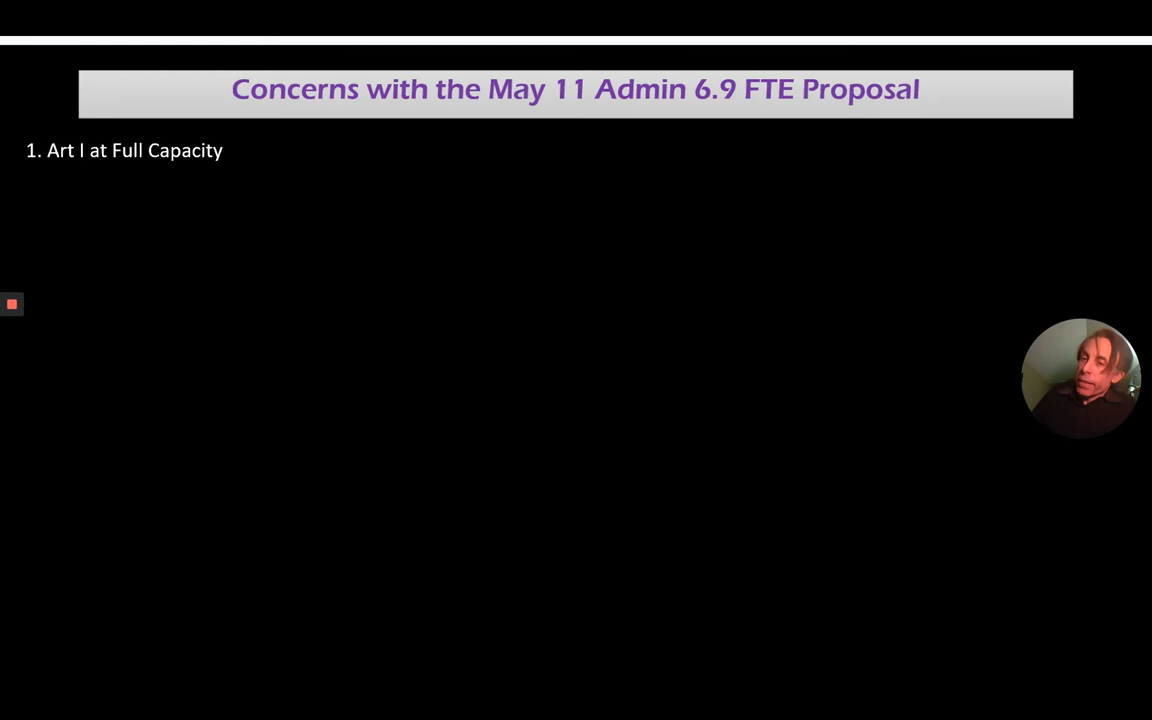 Concerns with the May 11 Admin 6.9 FTE Proposal
1. Art I at Full Capacity